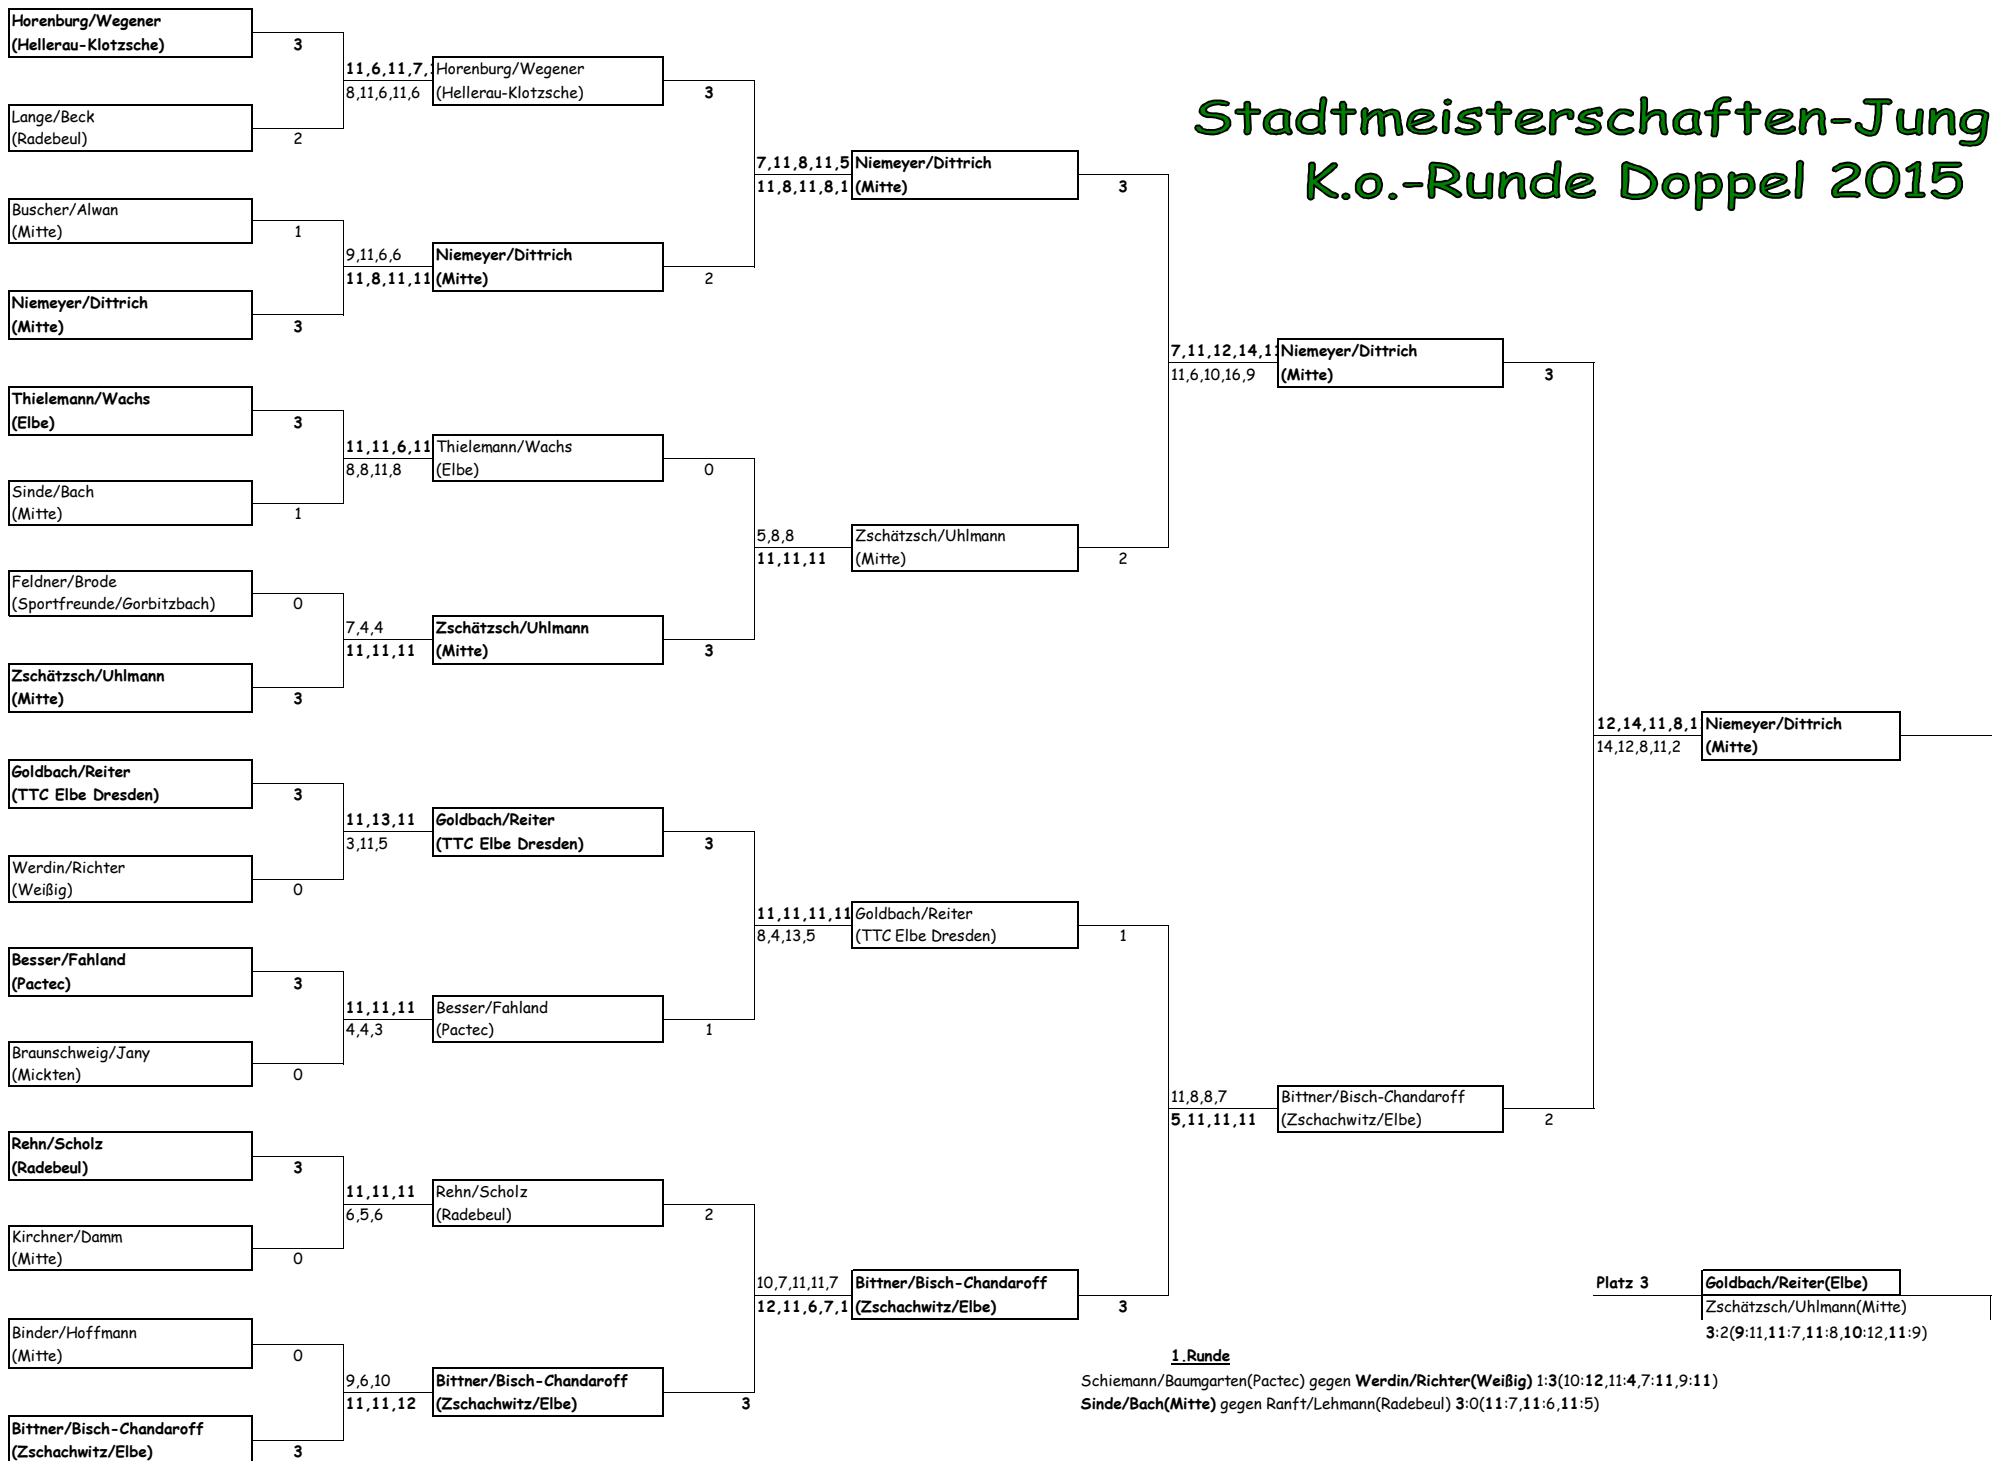 Stadtmeisterschaften-Jung
K.o.-Runde Doppel 2015
Horenburg/Wegener
(Hellerau-Klotzsche)
3
Lange/Beck
(Radebeul)
2
Buscher/Alwan
(Mitte)
1
Niemeyer/Dittrich
(Mitte)
3
Thielemann/Wachs
(Elbe)
3
Sinde/Bach
(Mitte)
1
Feldner/Brode
(Sportfreunde/Gorbitzbach)
0
Zschätzsch/Uhlmann
(Mitte)
3
Goldbach/Reiter
(TTC Elbe Dresden)
3
Werdin/Richter
(Weißig)
0
Besser/Fahland
(Pactec)
3
Braunschweig/Jany
(Mickten)
0
Rehn/Scholz
(Radebeul)
3
Kirchner/Damm
(Mitte)
0
Binder/Hoffmann
(Mitte)
0
Bittner/Bisch-Chandaroff
(Zschachwitz/Elbe)
3
11,6,11,7, Horenburg/Wegener
8,11,6,11,6 (Hellerau-Klotzsche)
3
9,11,6,6 Niemeyer/Dittrich
11,8,11,11 (Mitte)
2
11,11,6,11 Thielemann/Wachs
8,8,11,8 (Elbe)
0
7,4,4 Zschätzsch/Uhlmann
11,11,11 (Mitte)
3
11,13,11 Goldbach/Reiter
3,11,5 (TTC Elbe Dresden)
3
11,11,11 Besser/Fahland
4,4,3 (Pactec)
1
11,11,11 Rehn/Scholz
6,5,6 (Radebeul)
2
9,6,10 Bittner/Bisch-Chandaroff
11,11,12 (Zschachwitz/Elbe)
3
7,11,8,11,5 Niemeyer/Dittrich
11,8,11,8,1 (Mitte)
3
5,8,8 Zschätzsch/Uhlmann
11,11,11 (Mitte)
2
11,11,11,11 Goldbach/Reiter
8,4,13,5 (TTC Elbe Dresden)
1
10,7,11,11,7 Bittner/Bisch-Chandaroff
12,11,6,7,1 (Zschachwitz/Elbe)
3
7,11,12,14,11 Niemeyer/Dittrich
11,6,10,16,9 (Mitte)
3
11,8,8,7 Bittner/Bisch-Chandaroff
5,11,11,11 (Zschachwitz/Elbe)
2
12,14,11,8,1 Niemeyer/Dittrich
14,12,8,11,2 (Mitte)
Platz 3 Goldbach/Reiter(Elbe)
Zschätzsch/Uhlmann(Mitte)
3:2(9:11,11:7,11:8,10:12,11:9)
1.Runde
Schiemann/Baumgarten(Pactec) gegen Werdin/Richter(Weißig) 1:3(10:12,11:4,7:11,9:11)
Sinde/Bach(Mitte) gegen Ranft/Lehmann(Radebeul) 3:0(11:7,11:6,11:5)